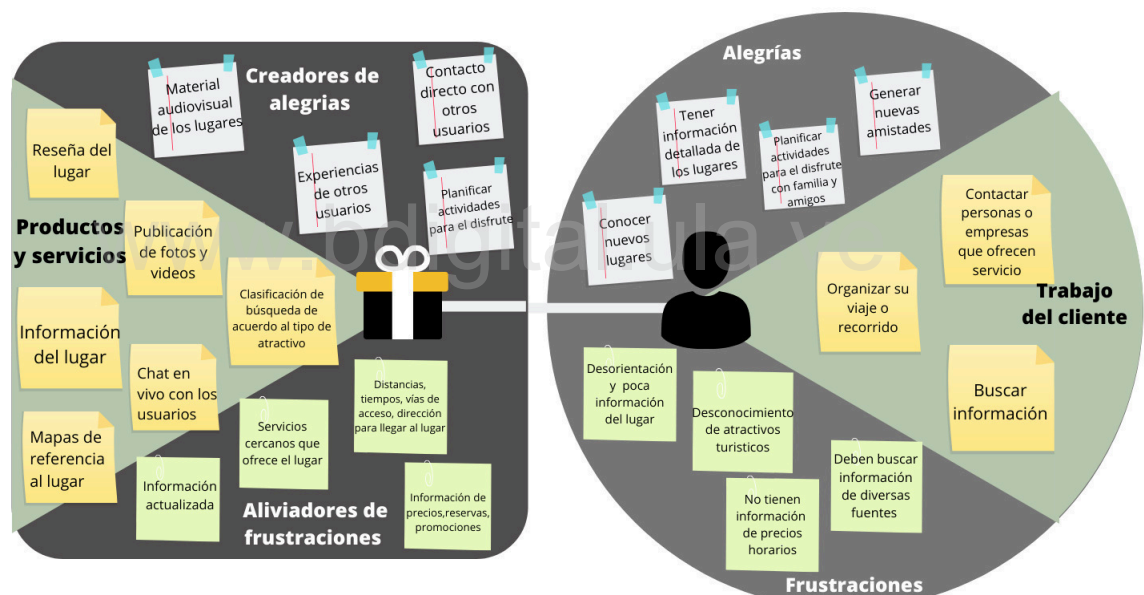 Creadores de
alegrias
Material
audiovisual
de los lugares
Contacto
directo con
otros
usuarios
Experiencias
de otros
usuarios
Planificar
actividades
para el disfrute
Productos
y servicios
Reseña del
lugar
Publicación
de fotos y
videos
Clasificación de
búsqueda de
acuerdo al tipo de
atractivo
Información
del lugar
Chat en
vivo con los
usuarios
Mapas de
referencia
al lugar
Aliviadores de
frustraciones
Distancias,
tiempos, vías de
acceso, dirección
para llegar al lugar
Servicios
cercanos que
ofrece el lugar
Información
actualizada
Información de
precios,reservas,
promociones
Alegrías
Tener
información
detallada de
los lugares
Generar
nuevas
amistades
Planificar
actividades
para el disfrute
con familia y
amigos
Conocer
nuevos
lugares
Trabajo
del cliente
Contactar
personas o
empresas
que ofrecen
servicio
Organizar su
viaje o
recorrido
Buscar
información
Frustraciones
Desorientación
y poca
información
del lugar
Desconocimiento
de atractivos
turisticos
Deben buscar
información
de diversas
fuentes
No tienen
información
de precios
horarios
www.bdigital.ula.ve